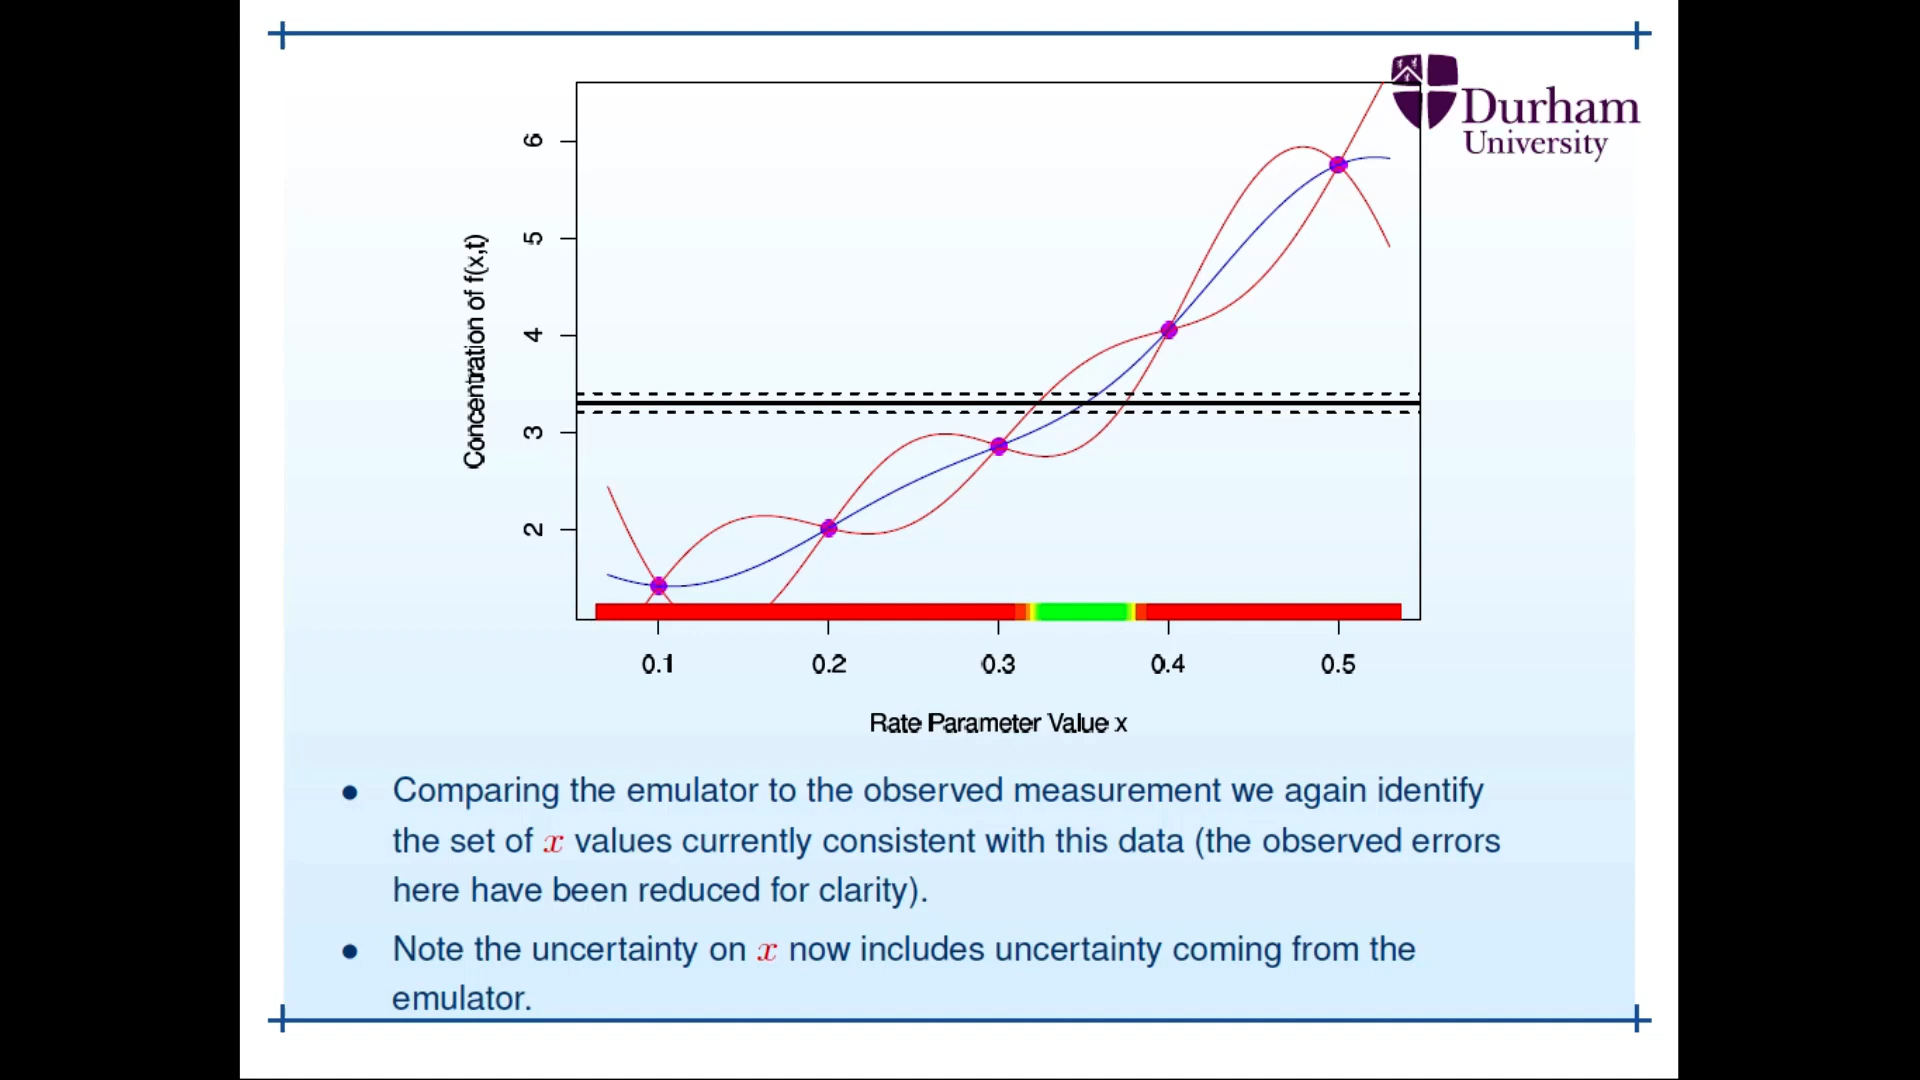 Durham
University
6
5
4
3
2
Concentration of f(x,t)
0.1 0.2 0.3 0.4 0.5
Rate Parameter Value x
● Comparing the emulator to the observed measurement we again identify
the set of x values currently consistent with this data (the observed errors
here have been reduced for clarity).
● Note the uncertainty on x now includes uncertainty coming from the
emulator.